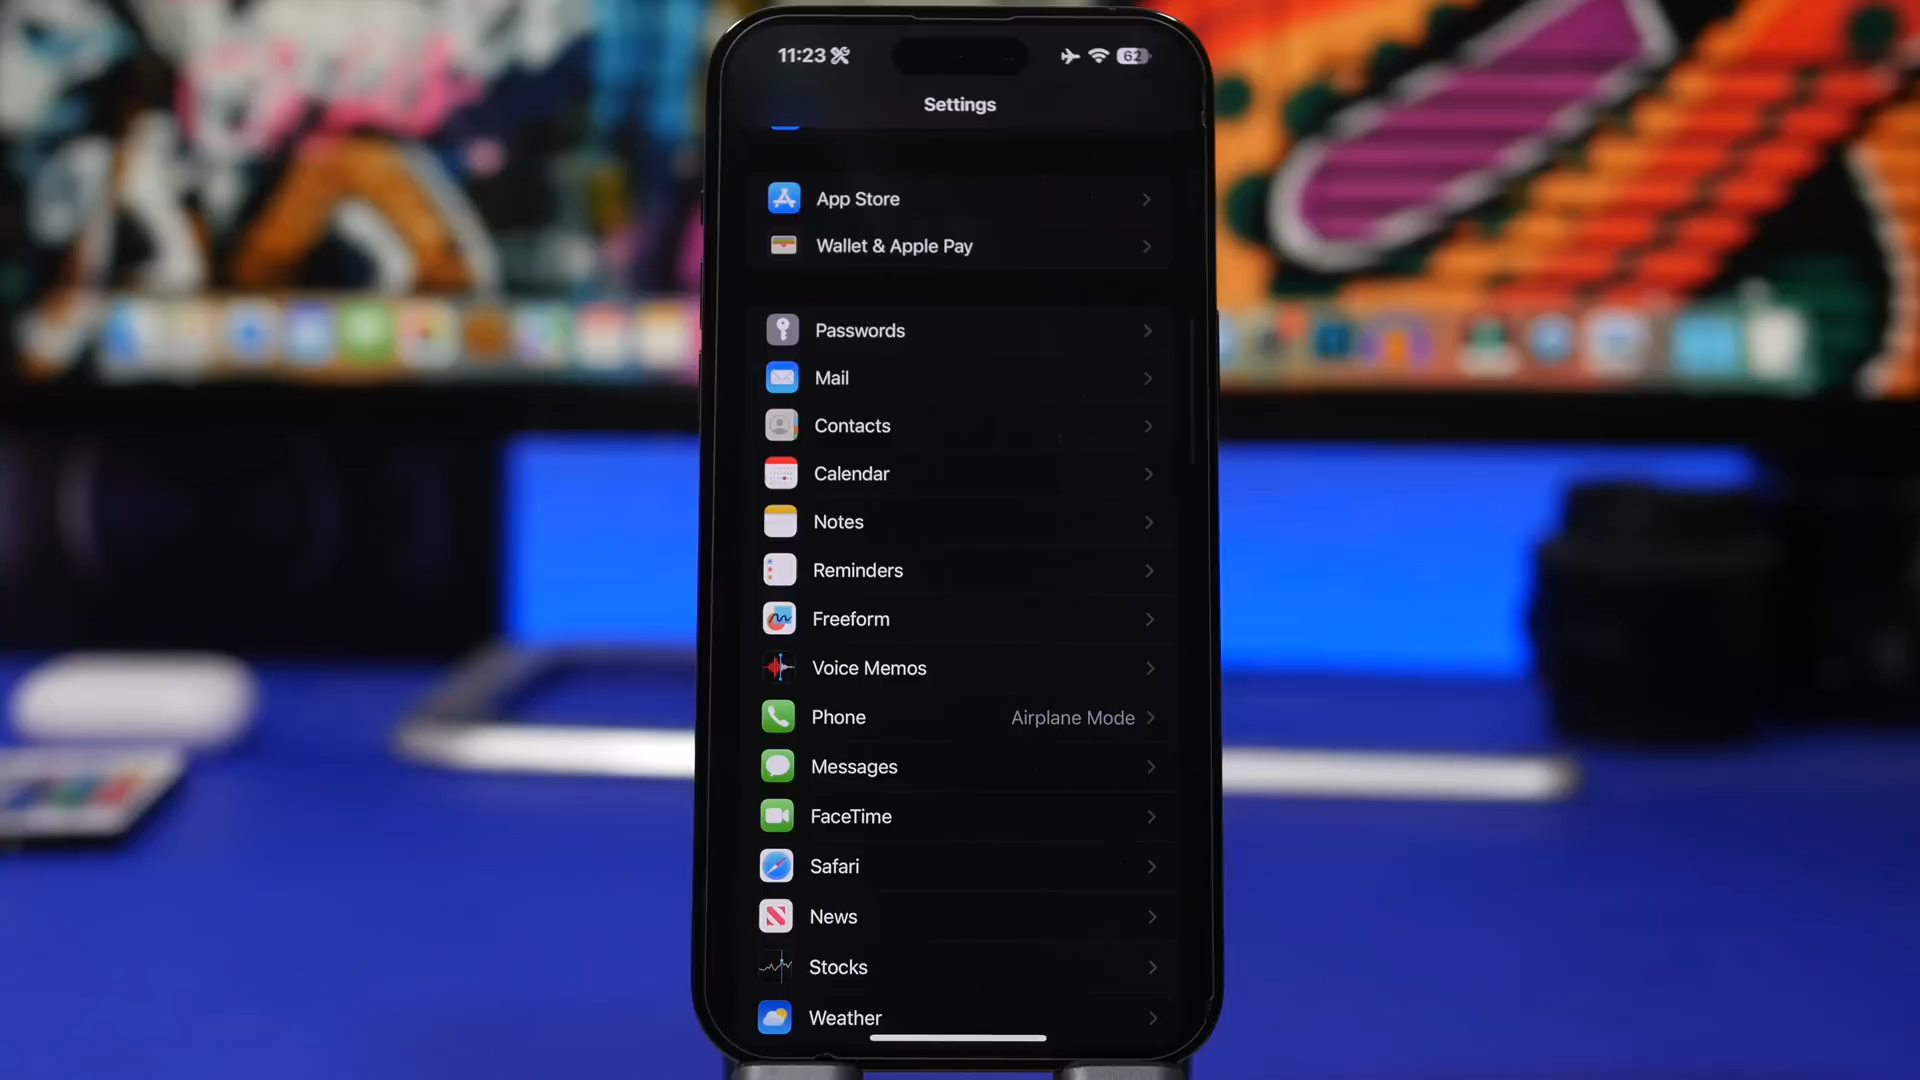 11:23
62
Settings
App Store
Wallet & Apple Pay
Passwords
Mail
Contacts
Calendar
Notes
Reminders
Freeform
Voice Memos
Phone Airplane Mode
Messages
FaceTime
Safari
News
Stocks
Weather